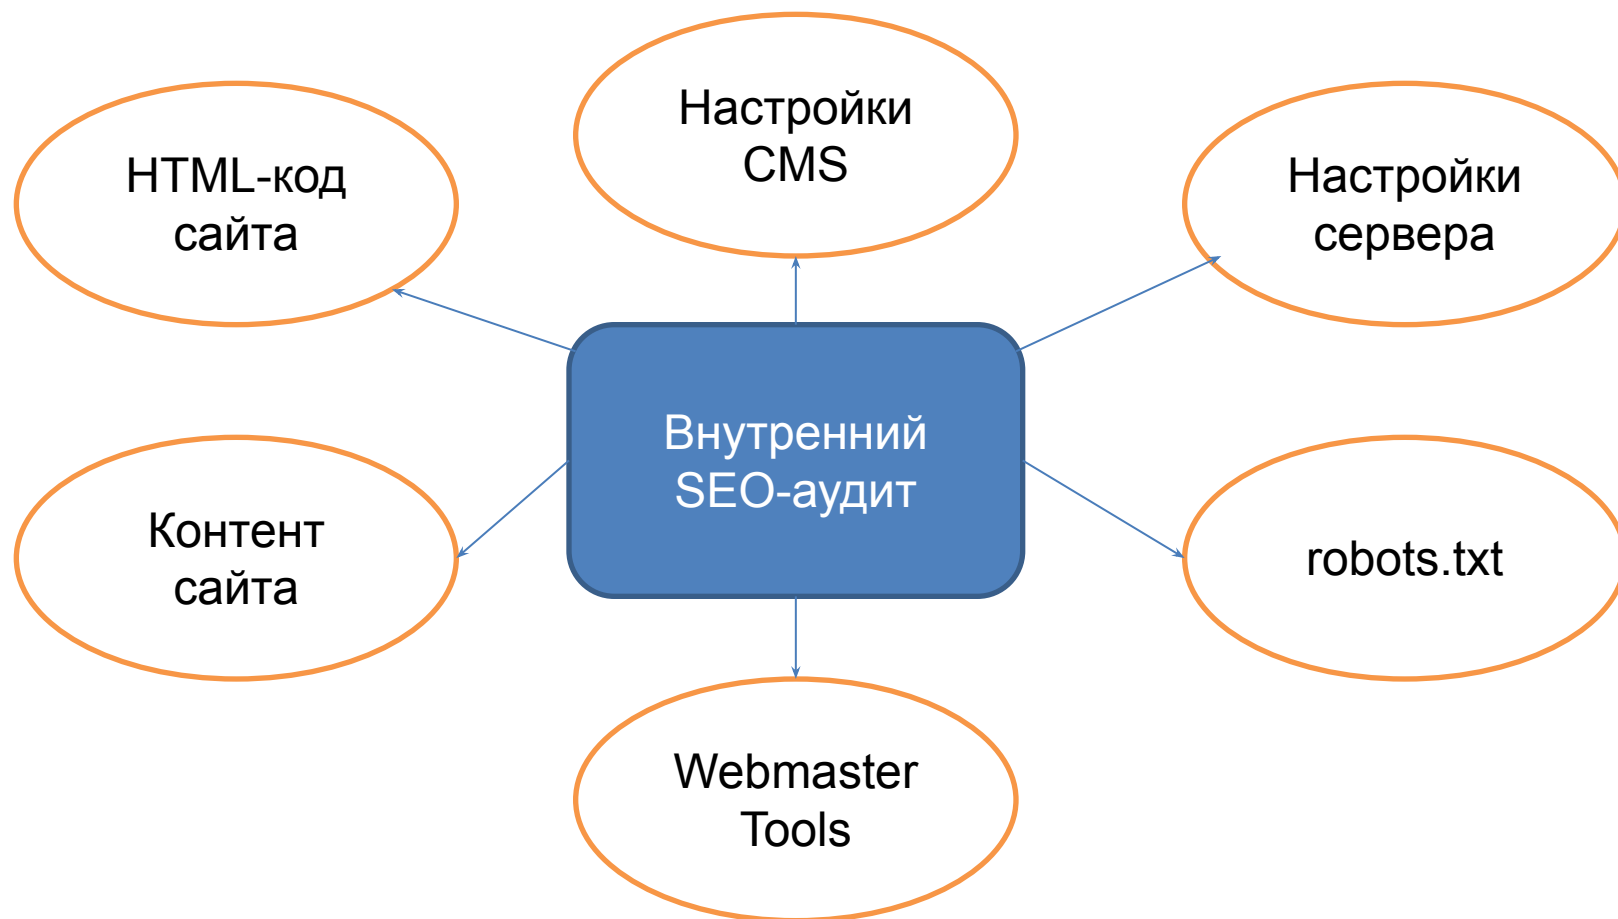 Настройки
CMS
HTML-код
сайта
Настройки
сервера
Внутренний
SEO-аудит
Контент
сайта
robots.txt
Webmaster
Tools